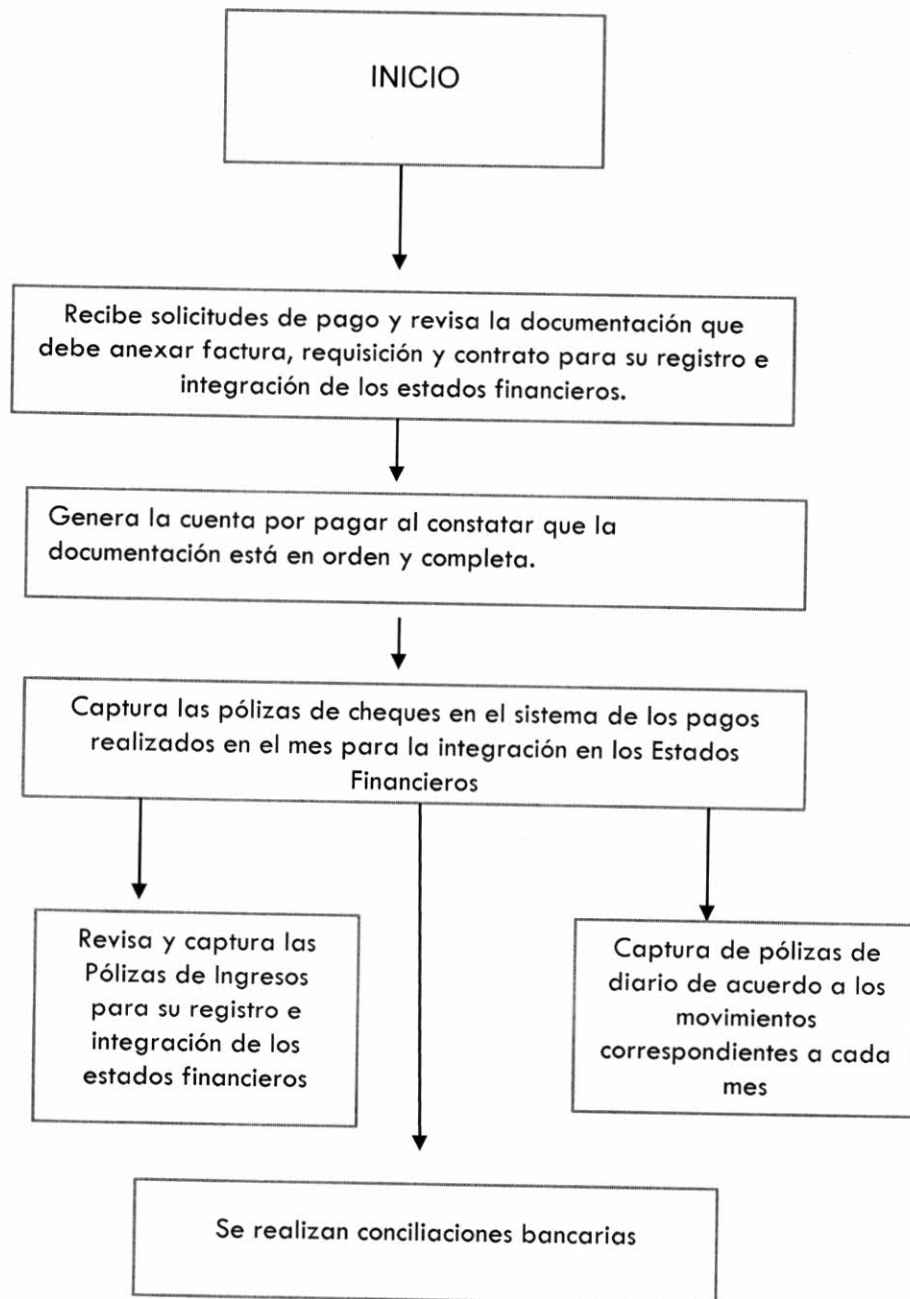 INICIO
Recibe solicitudes de pago y revisa la documentación que
debe anexar factura, requisición y contrato para su registro e
integración de los estados financieros.
Genera la cuenta por pagar al constatar que la
documentación está en orden y completa.
Captura las pólizas de cheques en el sistema de los pagos
realizados en el mes para la integración en los Estados
Financieros
Revisa y captura las
Pólizas de Ingresos
para su registro e
integración de los
estados financieros
Captura de pólizas de
diario de acuerdo a los
movimientos
correspondientes a cada
mes
Se realizan conciliaciones bancarias